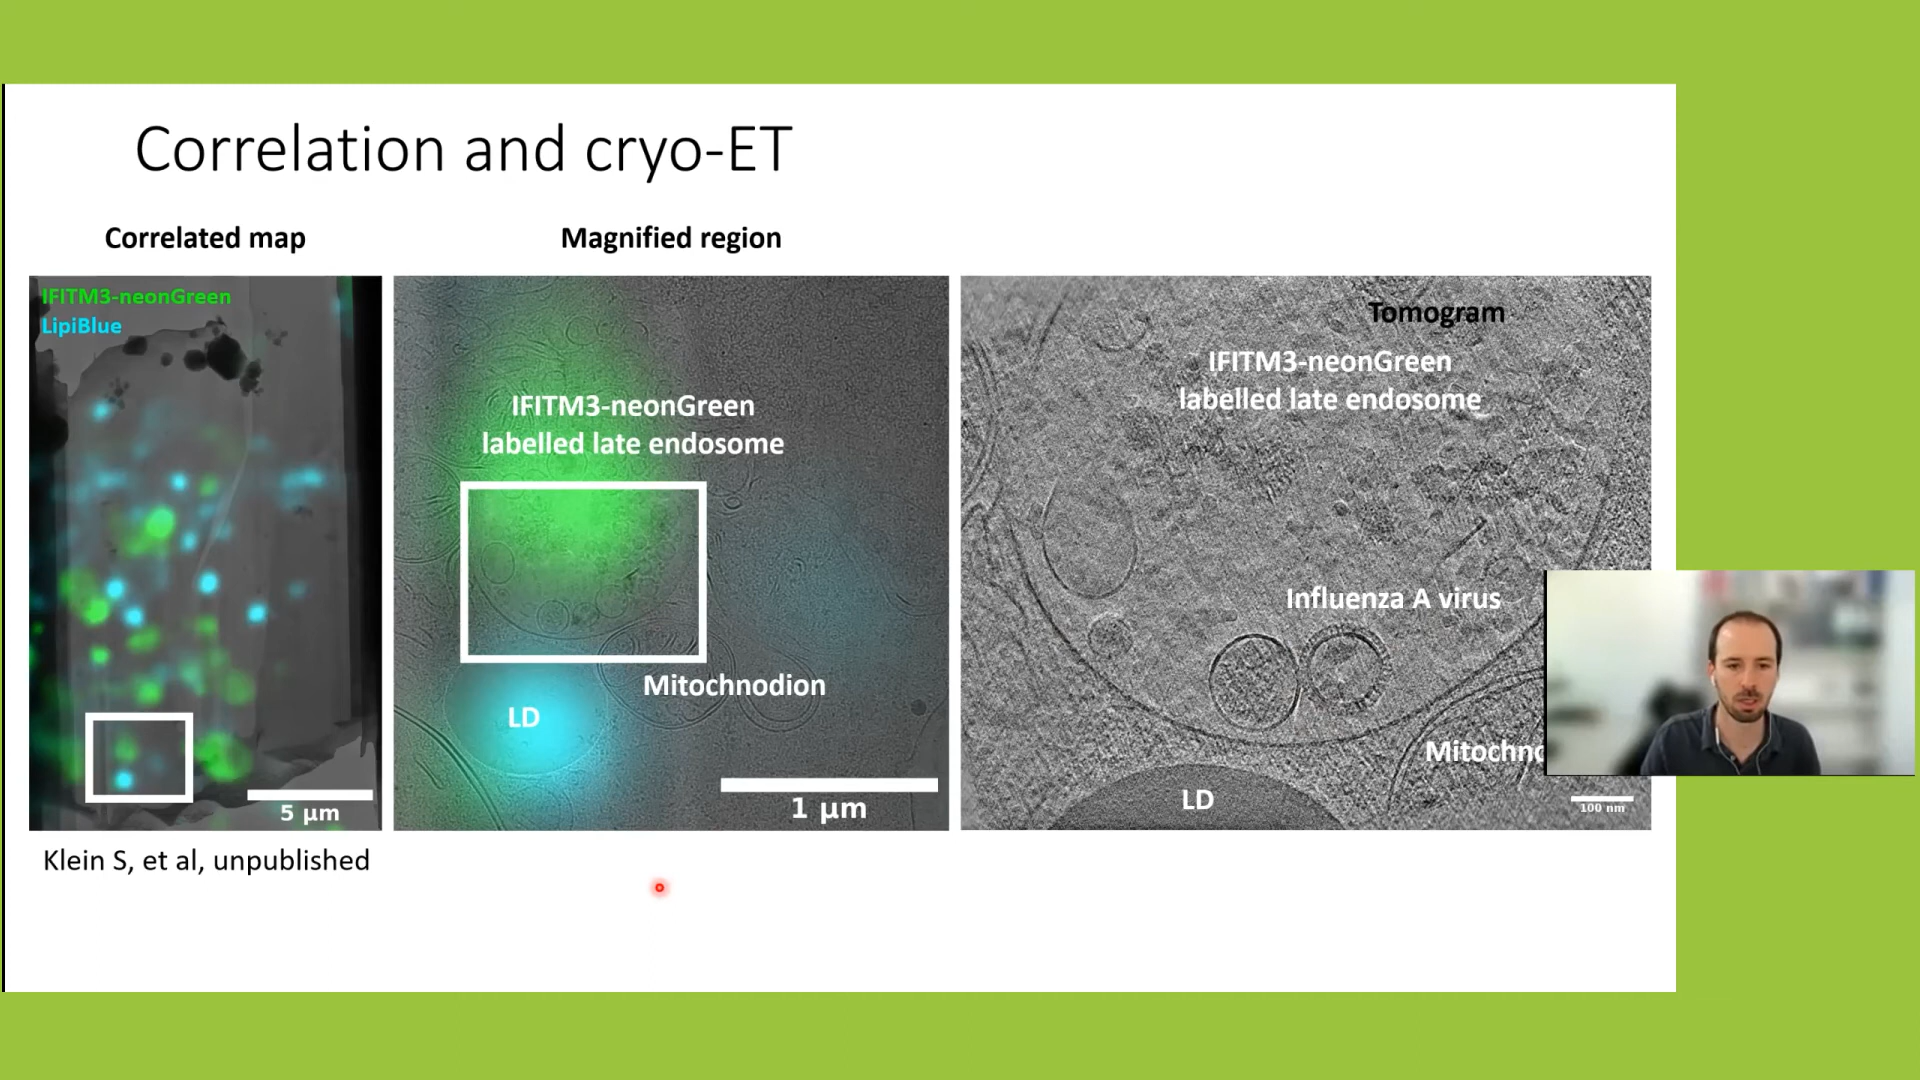 Correlation and cryo-ET
Correlated map
Magnified region
IFITM3-neonGreen
LipiBlue
5 µm
IFITM3-neonGreen
labelled late endosome
Mitochnodion
LD
1 µm
Tomogram
IFITM3-neonGreen
labelled late endosome
Influenza A virus
Mitochno
LD
100 nm
Klein S, et al, unpublished